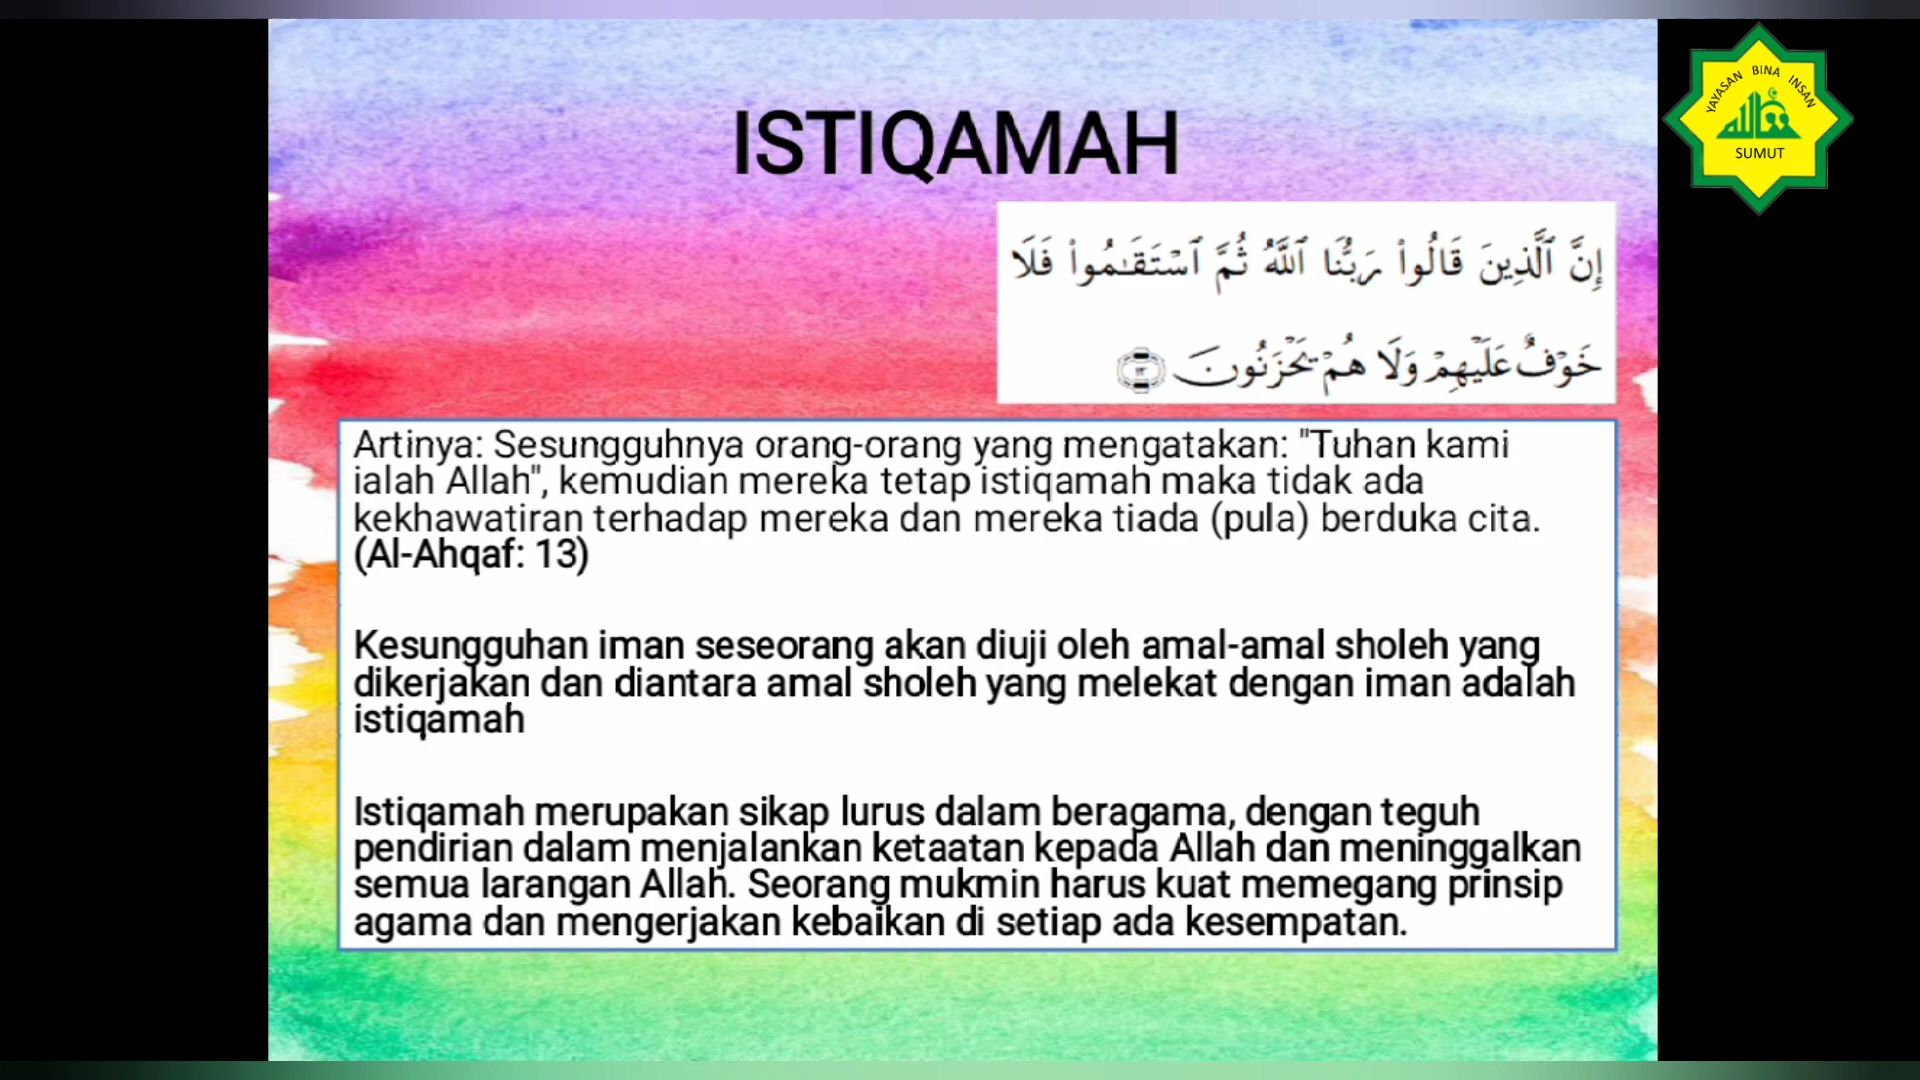 YAYASAN BINA INSAN
SUMUT
ISTIQAMAH
إِنَّ ٱلَّذِينَ قَالُوا۟ رَبُّنَا ٱللَّهُ ثُمَّ ٱسْتَقَـٰمُوا۟ فَلَا
خَوْفٌ عَلَيْهِمْ وَلَا هُمْ يَحْزَنُونَ ١٣
Artinya: Sesungguhnya orang-orang yang mengatakan: "Tuhan kami
ialah Allah", kemudian mereka tetap istiqamah maka tidak ada
kekhawatiran terhadap mereka dan mereka tiada (pula) berduka cita.
(Al-Ahqaf: 13)
Kesungguhan iman seseorang akan diuji oleh amal-amal sholeh yang
dikerjakan dan diantara amal sholeh yang melekat dengan iman adalah
istiqamah
Istiqamah merupakan sikap lurus dalam beragama, dengan teguh
pendirian dalam menjalankan ketaatan kepada Allah dan meninggalkan
semua larangan Allah. Seorang mukmin harus kuat memegang prinsip
agama dan mengerjakan kebaikan di setiap ada kesempatan.